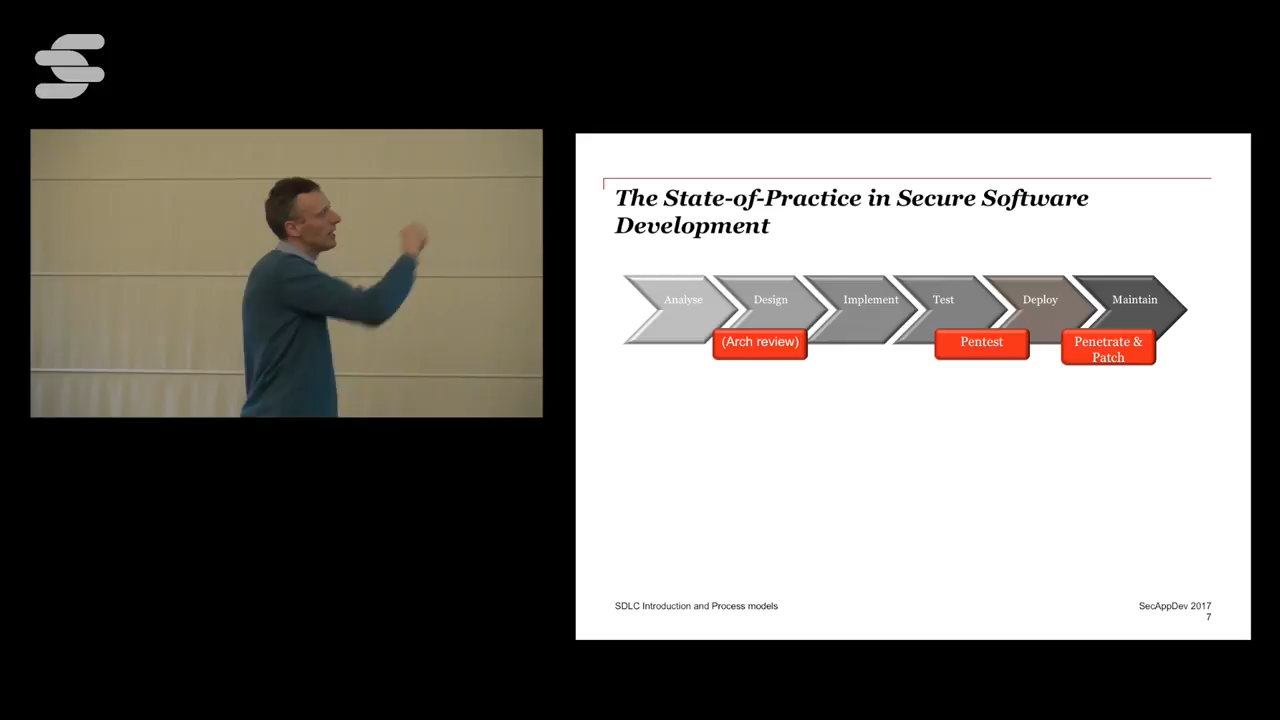 The State-of-Practice in Secure Software
Development
Analyse
Design
Implement
Test
Deploy
Maintain
(Arch review)
Pentest
Penetrate &
Patch
SDLC Introduction and Process models
SecAppDev 2017
7